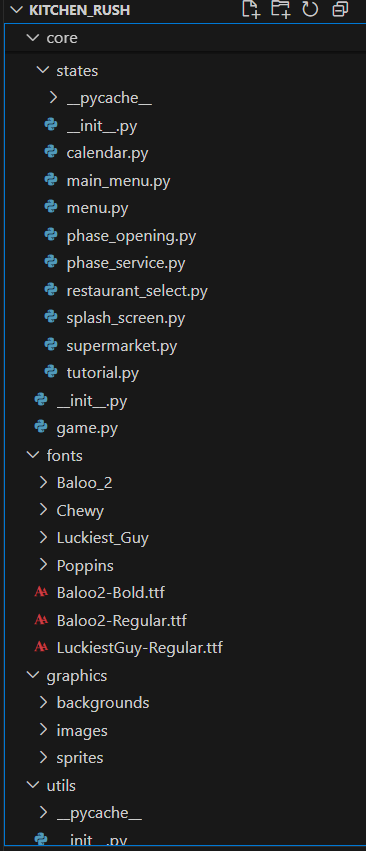 KITCHEN_RUSH
core
states
__pycache__
__init__.py
calendar.py
main_menu.py
menu.py
phase_opening.py
phase_service.py
restaurant_select.py
splash_screen.py
supermarket.py
tutorial.py
__init__.py
game.py
fonts
Baloo_2
Chewy
Luckiest_Guy
Poppins
Baloo2-Bold.ttf
Baloo2-Regular.ttf
LuckiestGuy-Regular.ttf
graphics
backgrounds
images
sprites
utils
__pycache__
__init__.py